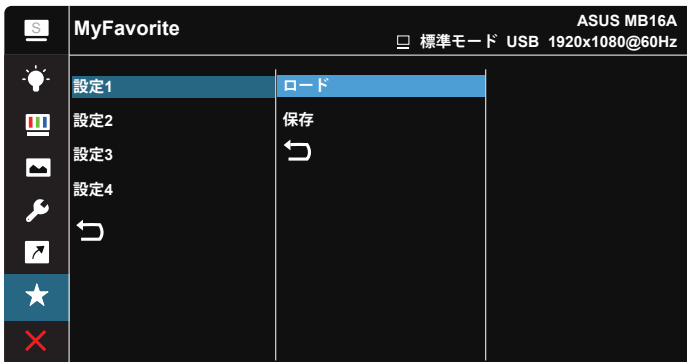 S
MyFavorite
ASUS MB16A
標準モード USB 1920x1080@60Hz
設定1
ロード
設定2
保存
設定3
設定4